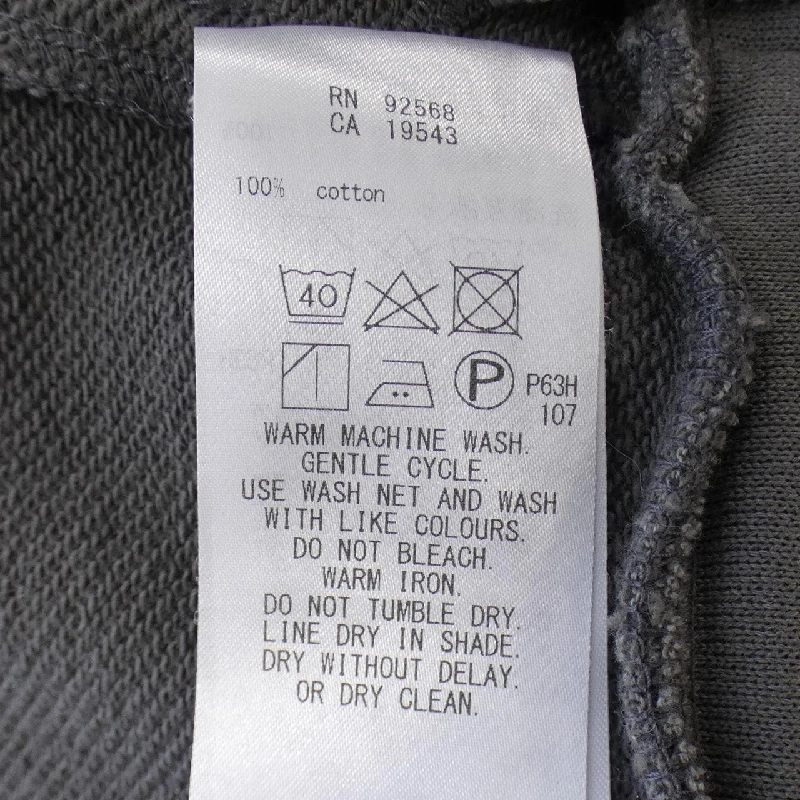 RN 92568
CA 19543
100% cotton
40
P
P63H
107
WARM MACHINE WASH.
GENTLE CYCLE.
USE WASH NET AND WASH
WITH LIKE COLOURS.
DO NOT BLEACH.
WARM IRON.
DO NOT TUMBLE DRY.
LINE DRY IN SHADE.
DRY WITHOUT DELAY.
OR DRY CLEAN.